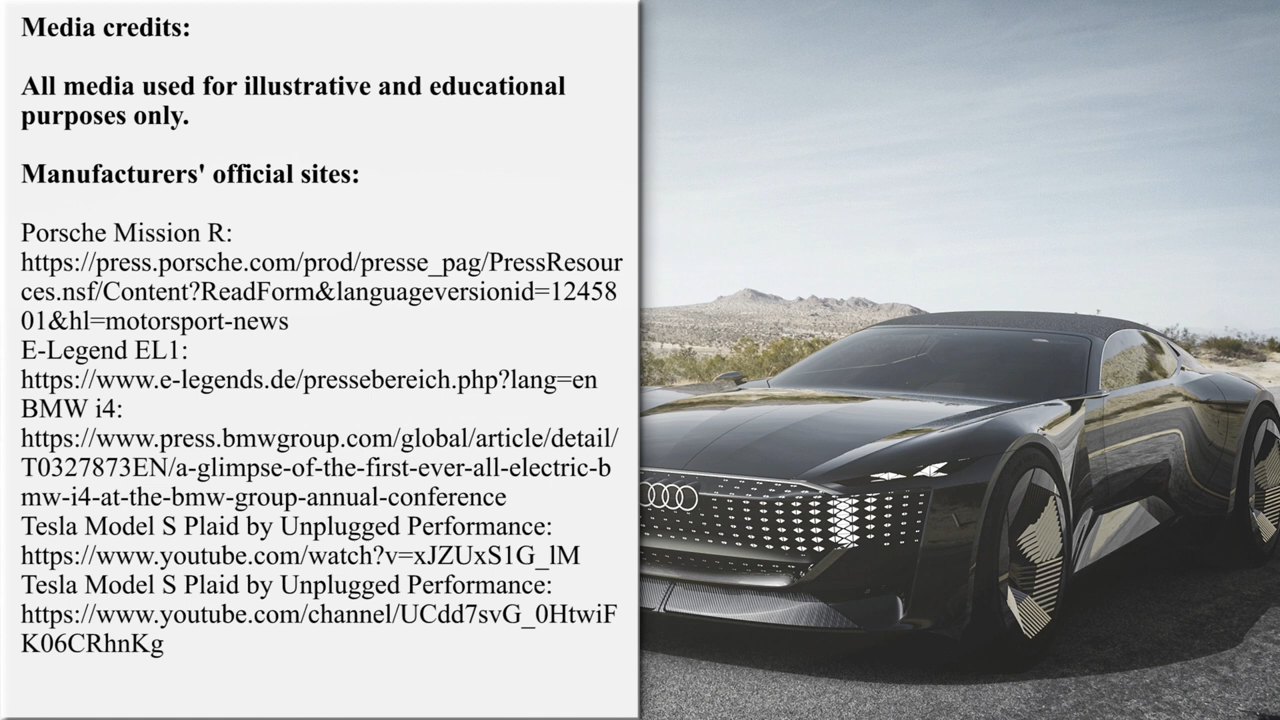 Media credits:
All media used for illustrative and educational
purposes only.
Manufacturers' official sites:
Porsche Mission R:
https://press.porsche.com/prod/presse_pag/PressResour
ces.nsf/Content?ReadForm&languageversionid=12458
01&hl=motorsport-news
E-Legend EL1:
https://www.e-legends.de/pressebereich.php?lang=en
BMW i4:
https://www.press.bmwgroup.com/global/article/detail/
T0327873EN/a-glimpse-of-the-first-ever-all-electric-b
mw-i4-at-the-bmw-group-annual-conference
Tesla Model S Plaid by Unplugged Performance:
https://www.youtube.com/watch?v=xJZUxS1G_lM
Tesla Model S Plaid by Unplugged Performance:
https://www.youtube.com/channel/UCdd7svG_0HtwiF
K06CRhnKg